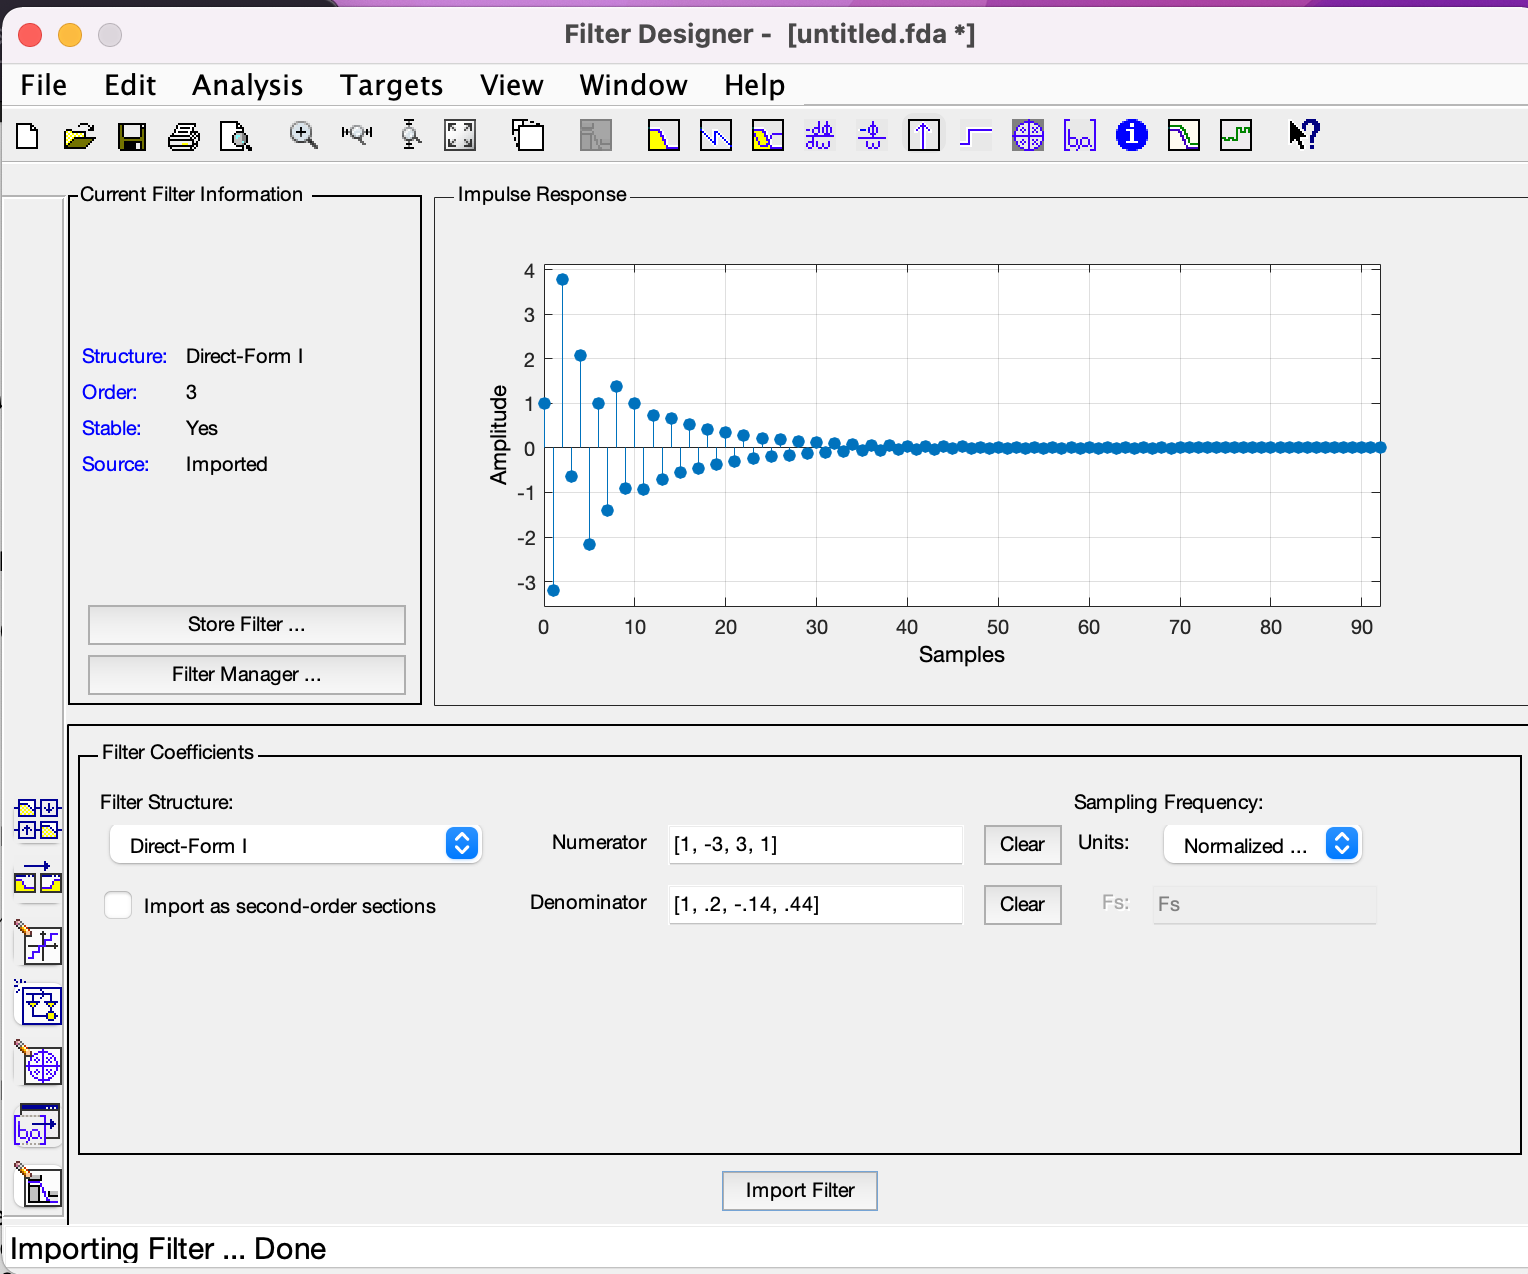 Filter Designer - [untitled.fda *]
File Edit Analysis Targets View Window Help
Current Filter Information
Structure: Direct-Form I
Order: 3
Stable: Yes
Source: Imported
Store Filter ...
Filter Manager ...
Impulse Response
4
3
2
1
0
-1
-2
-3
Amplitude
0 10 20 30 40 50 60 70 80 90
Samples
Filter Coefficients
Filter Structure:
Direct-Form I
Import as second-order sections
Numerator [1, -3, 3, 1] Clear
Denominator [1, .2, -.14, .44] Clear
Sampling Frequency:
Units: Normalized ...
Fs: Fs
Import Filter
Importing Filter ... Done